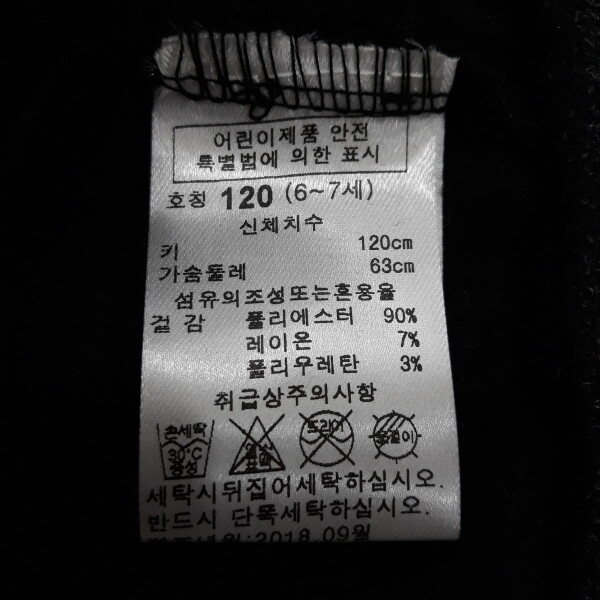 어린이제품 안전
특별법에 의한 표시
호칭 120 (6~7세)
신체치수
키 120cm
가슴둘레 63cm
섬유의조성또는혼용율
겉감 폴리에스터 90%
레이온 7%
폴리우레탄 3%
취급상주의사항
손세탁 30℃ 중성
염소 표백
드라이
세탁시뒤집어세탁하십시오.
반드시 단독세탁하십시오.
2018.09월